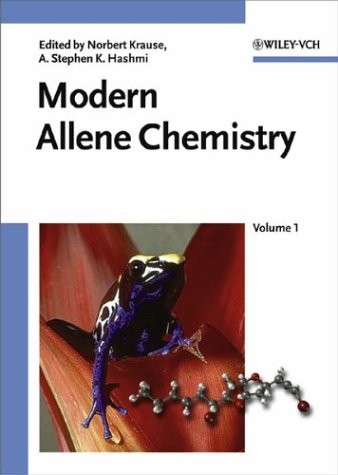 Edited by Norbert Krause,
A. Stephen K. Hashmi
WILEY-VCH
Modern
Allene Chemistry
Volume 1